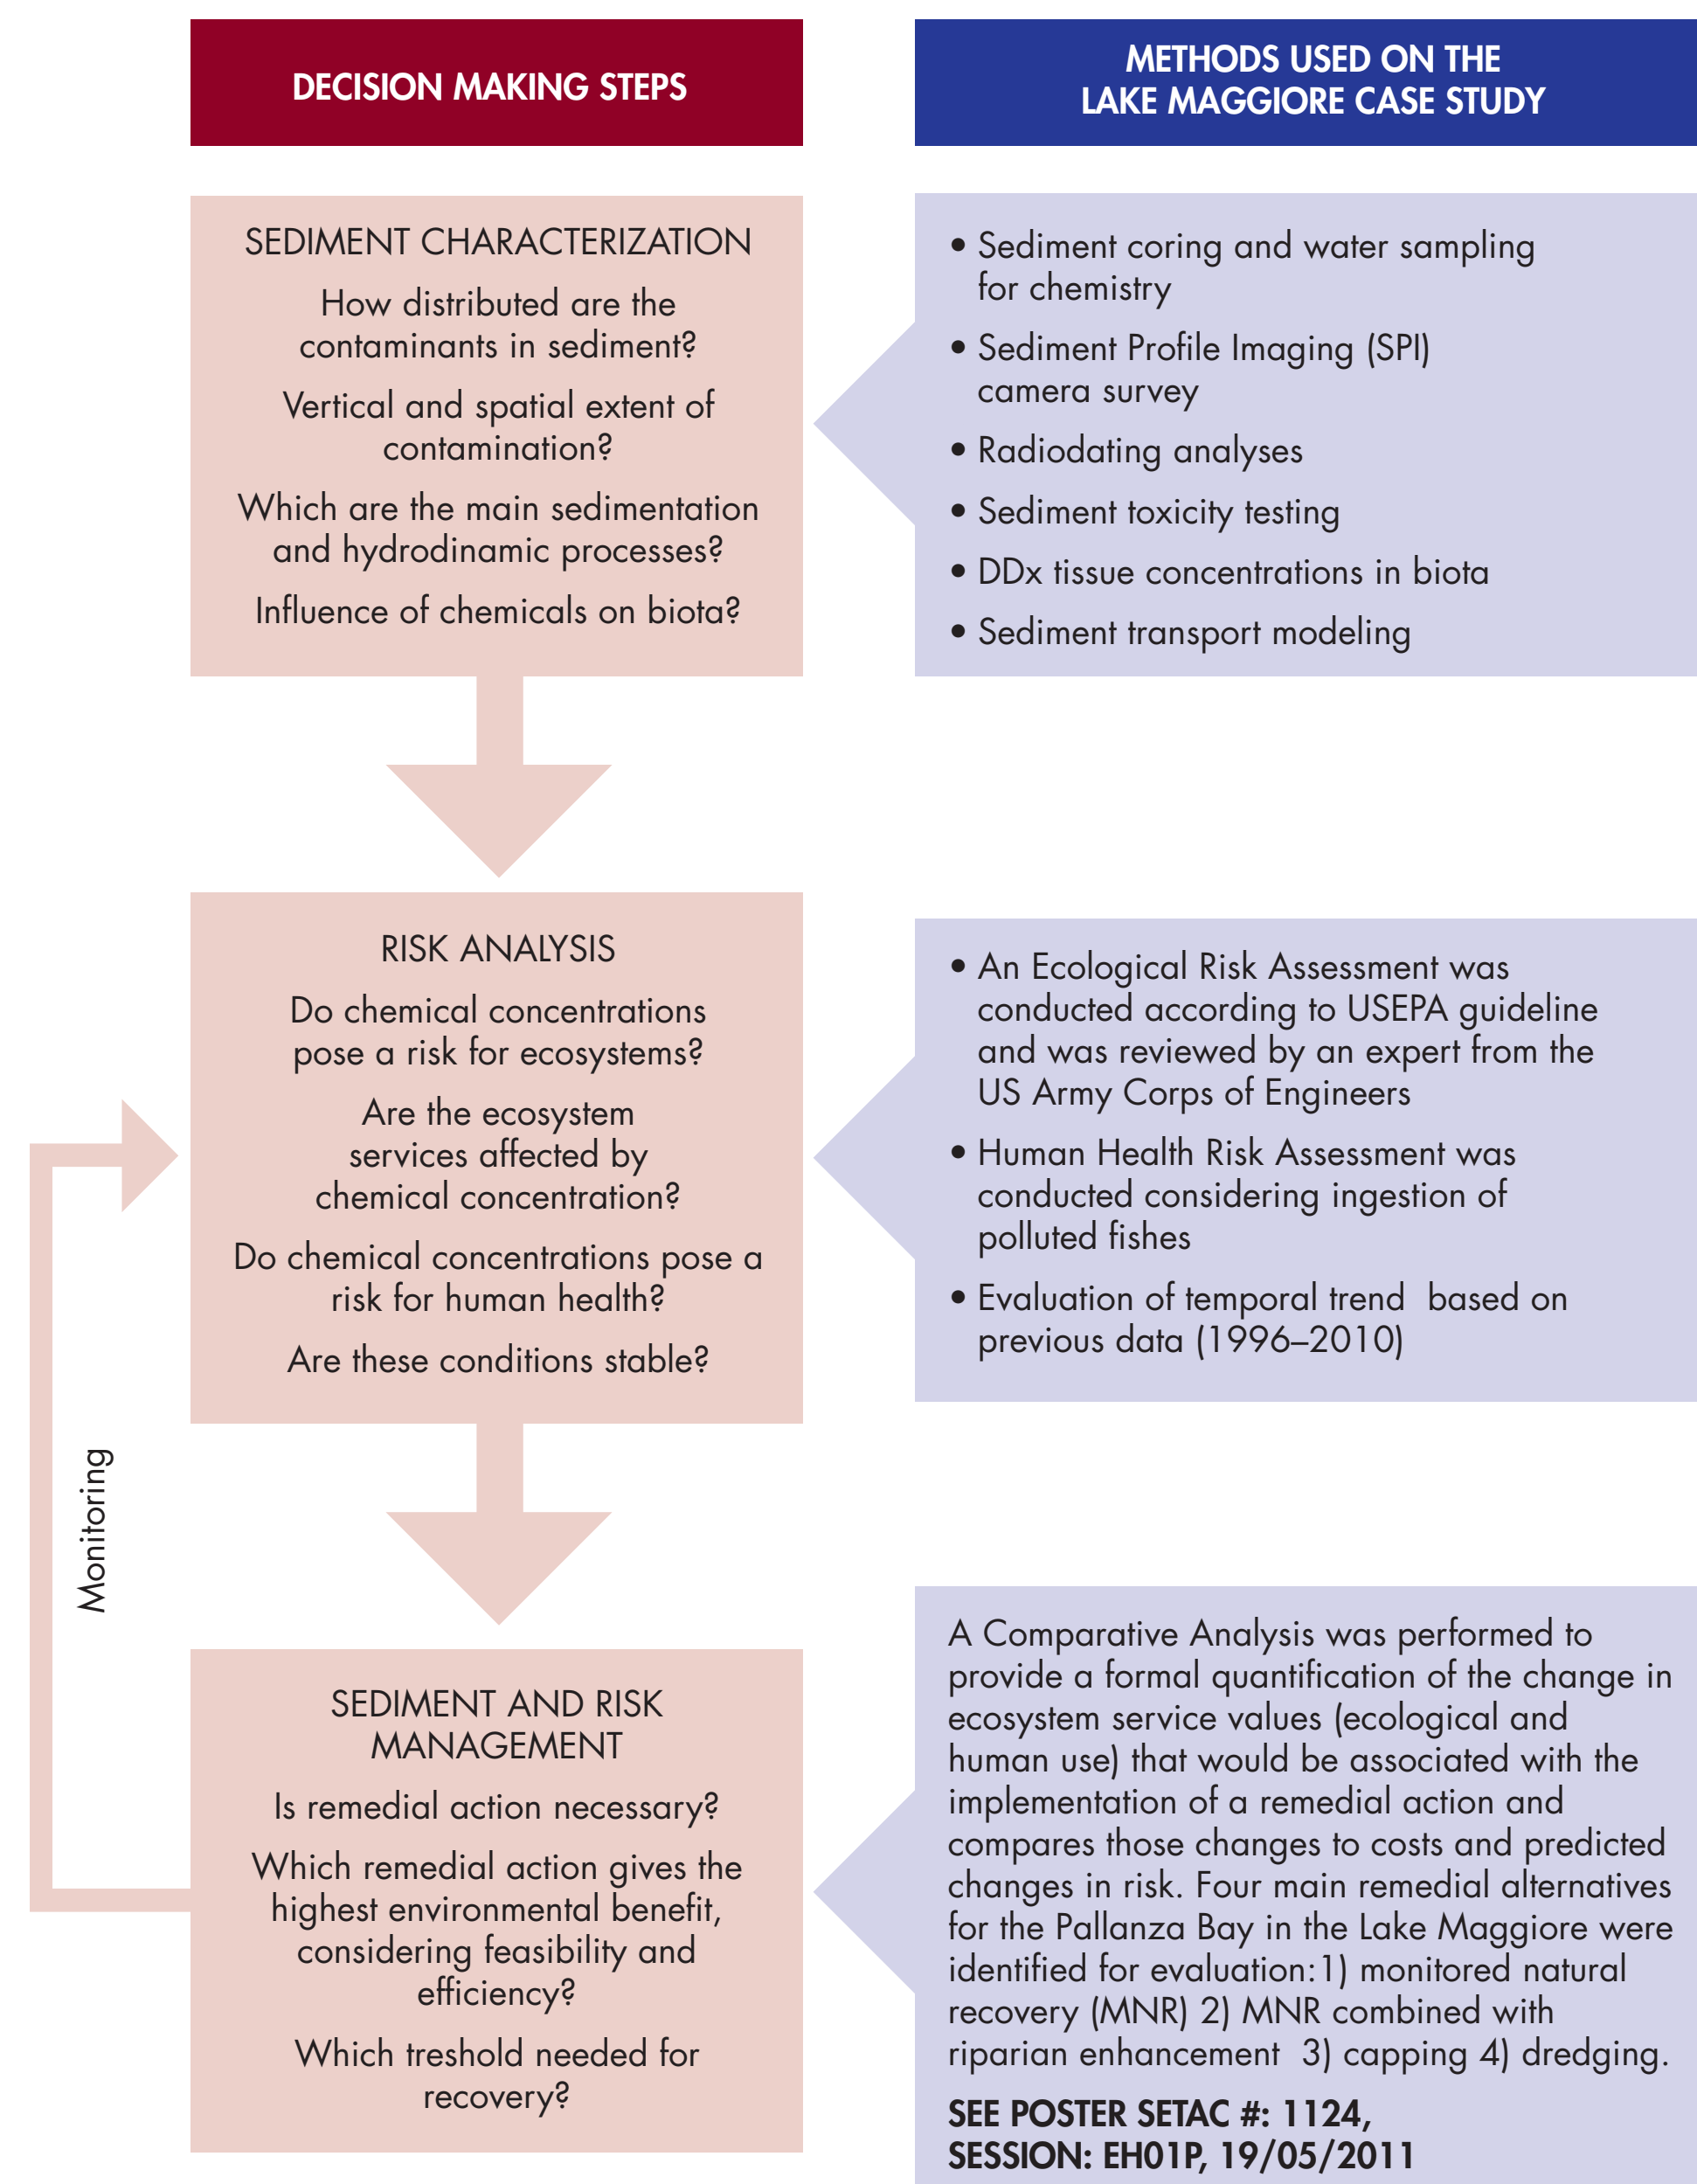 DECISION MAKING STEPS
METHODS USED ON THE
LAKE MAGGIORE CASE STUDY
SEDIMENT CHARACTERIZATION
How distributed are the
contaminants in sediment?
Vertical and spatial extent of
contamination?
Which are the main sedimentation
and hydrodinamic processes?
Influence of chemicals on biota?
• Sediment coring and water sampling
for chemistry
• Sediment Profile Imaging (SPI)
camera survey
• Radiodating analyses
• Sediment toxicity testing
• DDx tissue concentrations in biota
• Sediment transport modeling
RISK ANALYSIS
Do chemical concentrations
pose a risk for ecosystems?
Are the ecosystem
services affected by
chemical concentration?
Do chemical concentrations pose a
risk for human health?
Are these conditions stable?
• An Ecological Risk Assessment was
conducted according to USEPA guideline
and was reviewed by an expert from the
US Army Corps of Engineers
• Human Health Risk Assessment was
conducted considering ingestion of
polluted fishes
• Evaluation of temporal trend  based on
previous data (1996–2010)
Monitoring
SEDIMENT AND RISK
MANAGEMENT
Is remedial action necessary?
Which remedial action gives the
highest environmental benefit,
considering feasibility and
efficiency?
Which treshold needed for
recovery?
A Comparative Analysis was performed to
provide a formal quantification of the change in
ecosystem service values (ecological and
human use) that would be associated with the
implementation of a remedial action and
compares those changes to costs and predicted
changes in risk. Four main remedial alternatives
for the Pallanza Bay in the Lake Maggiore were
identified for evaluation:1) monitored natural
recovery (MNR) 2) MNR combined with
riparian enhancement  3) capping 4) dredging.
SEE POSTER SETAC #: 1124,
SESSION: EH01P, 19/05/2011